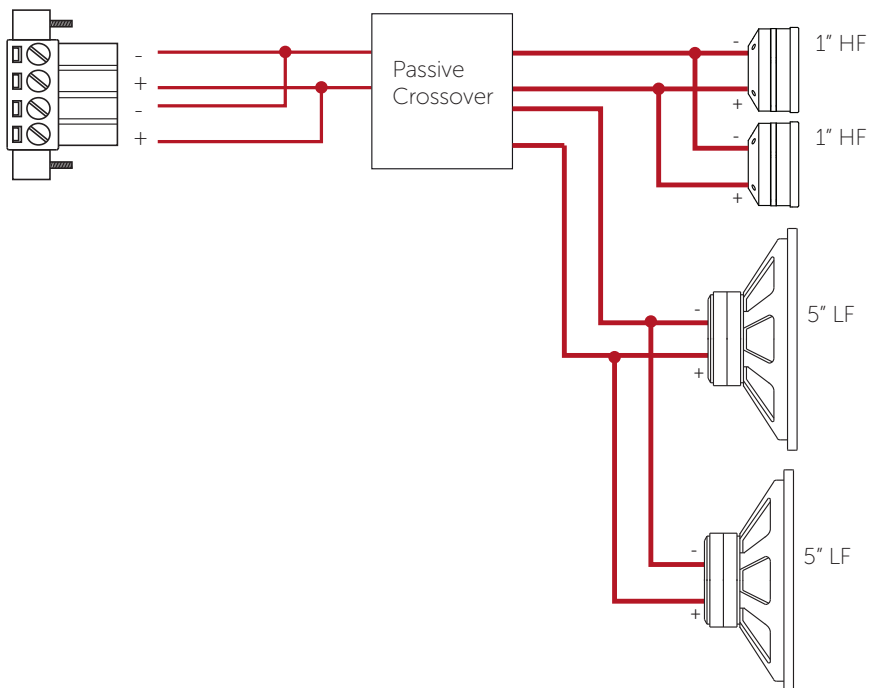 -
+
-
+
Passive
Crossover
-
1” HF
+
-
1” HF
+
-
5” LF
+
-
5” LF
+